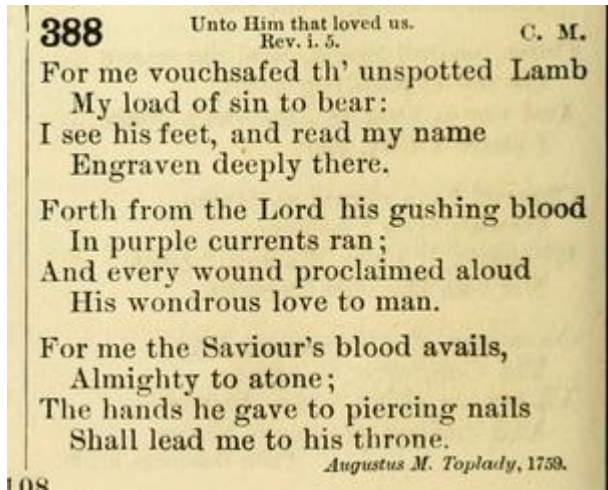 388 Unto Him that loved us. C. M.
Rev. i. 5.
For me vouchsafed th' unspotted Lamb
My load of sin to bear:
I see his feet, and read my name
Engraven deeply there.
Forth from the Lord his gushing blood
In purple currents ran;
And every wound proclaimed aloud
His wondrous love to man.
For me the Saviour's blood avails,
Almighty to atone;
The hands he gave to piercing nails
Shall lead me to his throne.
Augustus M. Toplady, 1759.
108